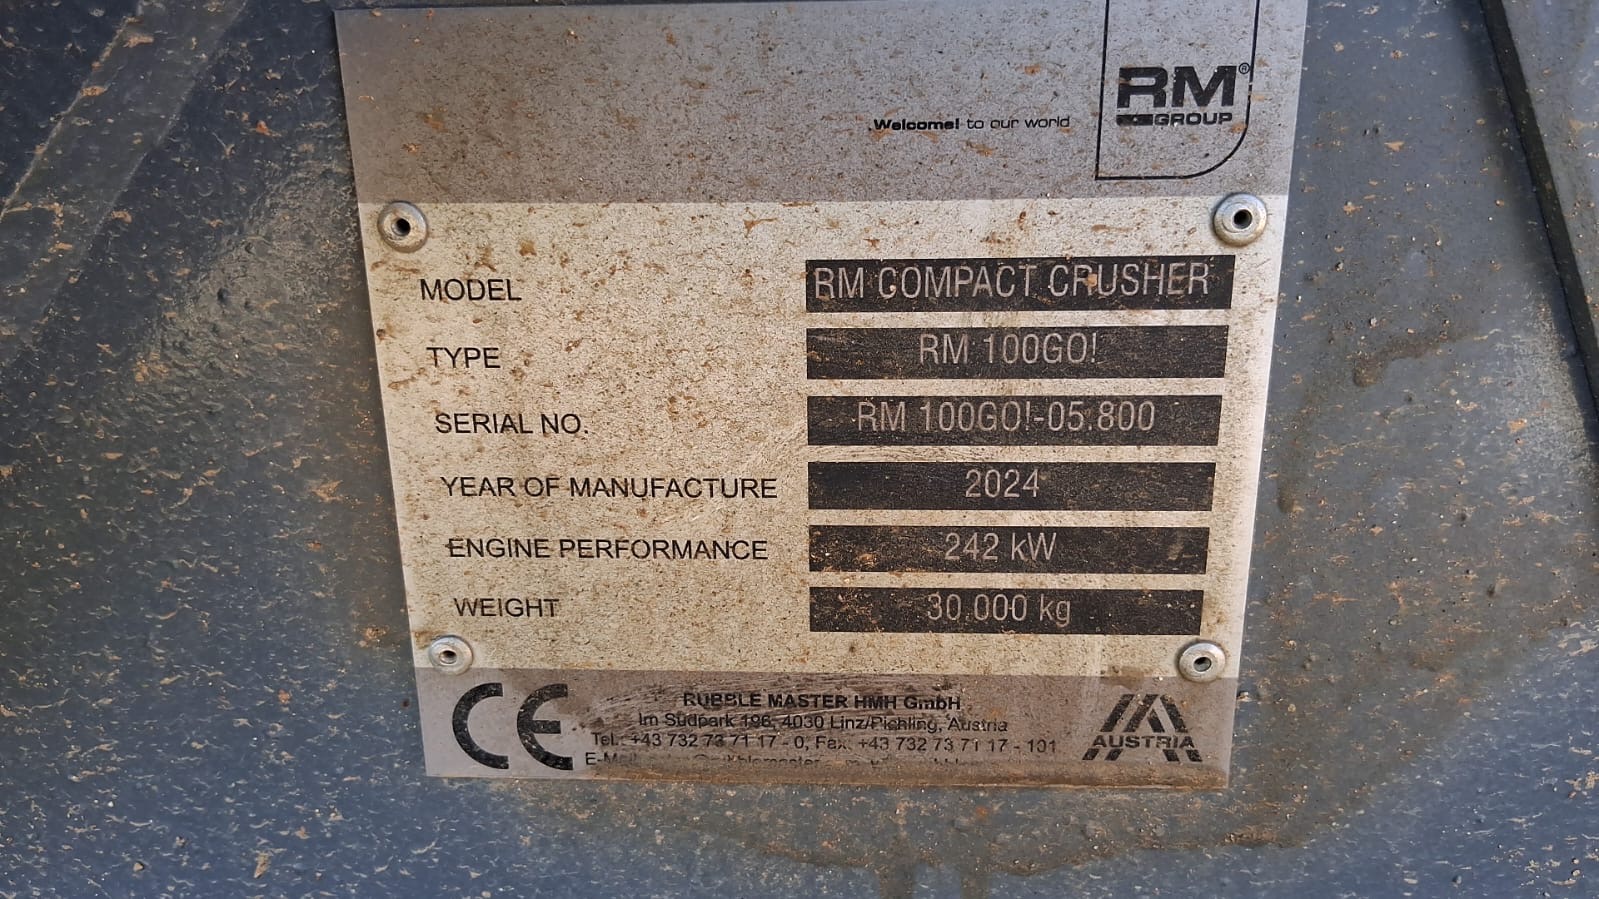 RM®
GROUP
Welcome! to our world
MODEL RM COMPACT CRUSHER
TYPE RM 100GO!
SERIAL NO. RM 100GO!-05.800
YEAR OF MANUFACTURE 2024
ENGINE PERFORMANCE 242 kW
WEIGHT 30.000 kg
CE
RUBBLE MASTER HMH GmbH
Im Südpark 196, 4030 Linz/Pichling, Austria
Tel.: +43 732 73 71 17 - 0, Fax: +43 732 73 71 17 - 101
E-Mail
AUSTRIA